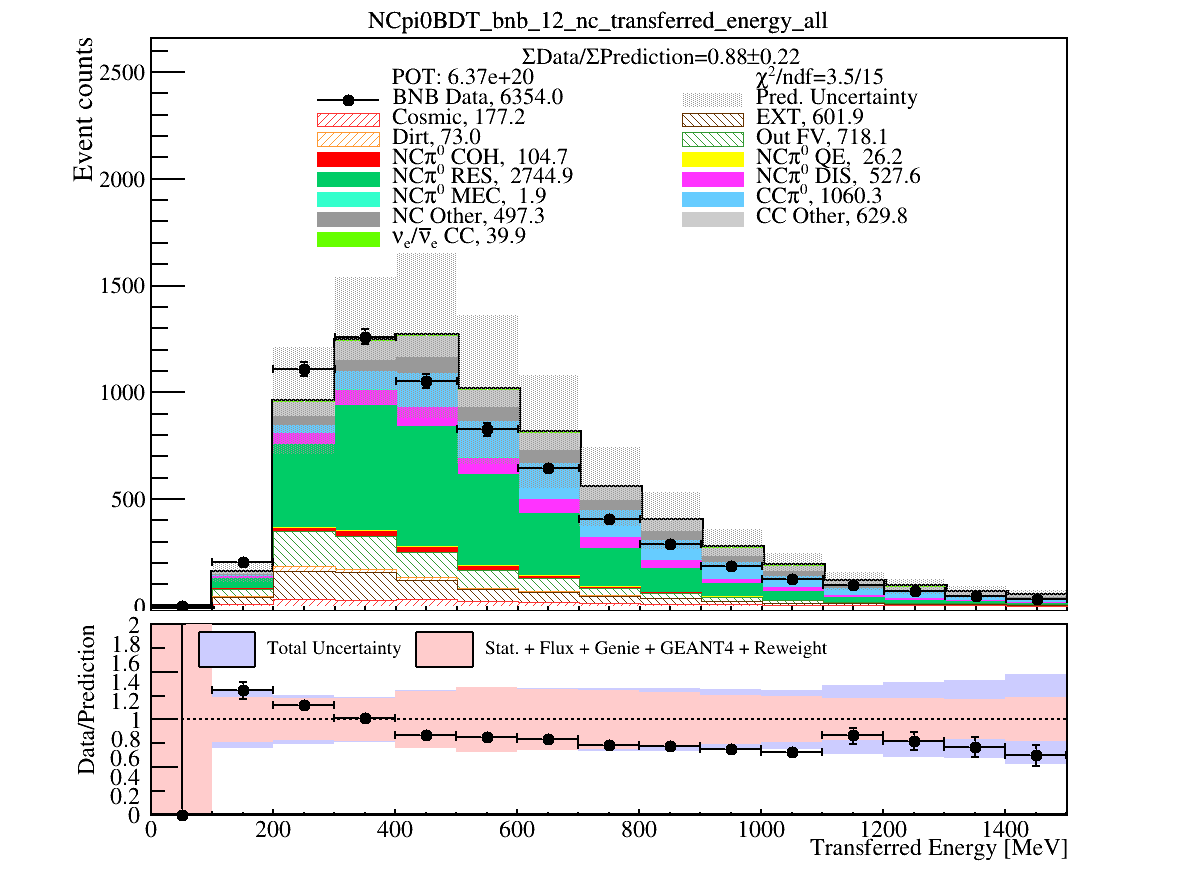 NCpi0BDT_bnb_12_nc_transferred_energy_all
ΣData/ΣPrediction=0.88±0.22
POT: 6.37e+20
χ²/ndf=3.5/15
BNB Data, 6354.0
Pred. Uncertainty
Cosmic, 177.2
EXT, 601.9
Dirt, 73.0
Out FV, 718.1
NCπ⁰ COH, 104.7
NCπ⁰ QE, 26.2
NCπ⁰ RES, 2744.9
NCπ⁰ DIS, 527.6
NCπ⁰ MEC, 1.9
CCπ⁰, 1060.3
NC Other, 497.3
CC Other, 629.8
νₑ/ν̅ₑ CC, 39.9
Event counts
2500
2000
1500
1000
500
0
Total Uncertainty
Stat. + Flux + Genie + GEANT4 + Reweight
Data/Prediction
2
1.8
1.6
1.4
1.2
1
0.8
0.6
0.4
0.2
0
0 200 400 600 800 1000 1200 1400
Transferred Energy [MeV]